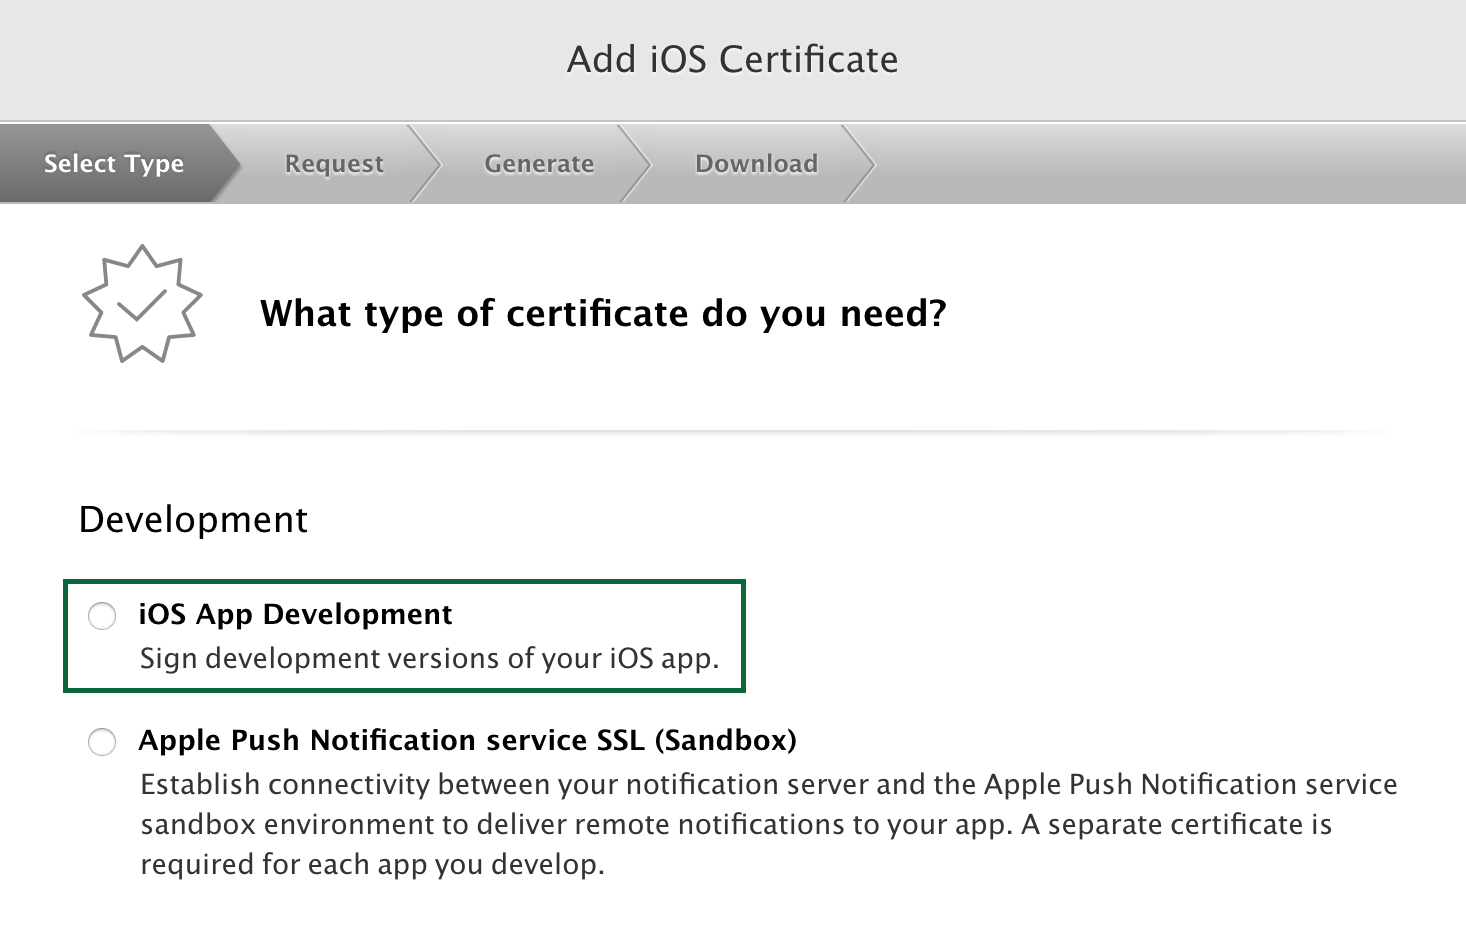 Add iOS Certificate
Select Type
Request
Generate
Download
What type of certificate do you need?
Development
iOS App Development
Sign development versions of your iOS app.
Apple Push Notification service SSL (Sandbox)
Establish connectivity between your notification server and the Apple Push Notification service
sandbox environment to deliver remote notifications to your app. A separate certificate is
required for each app you develop.